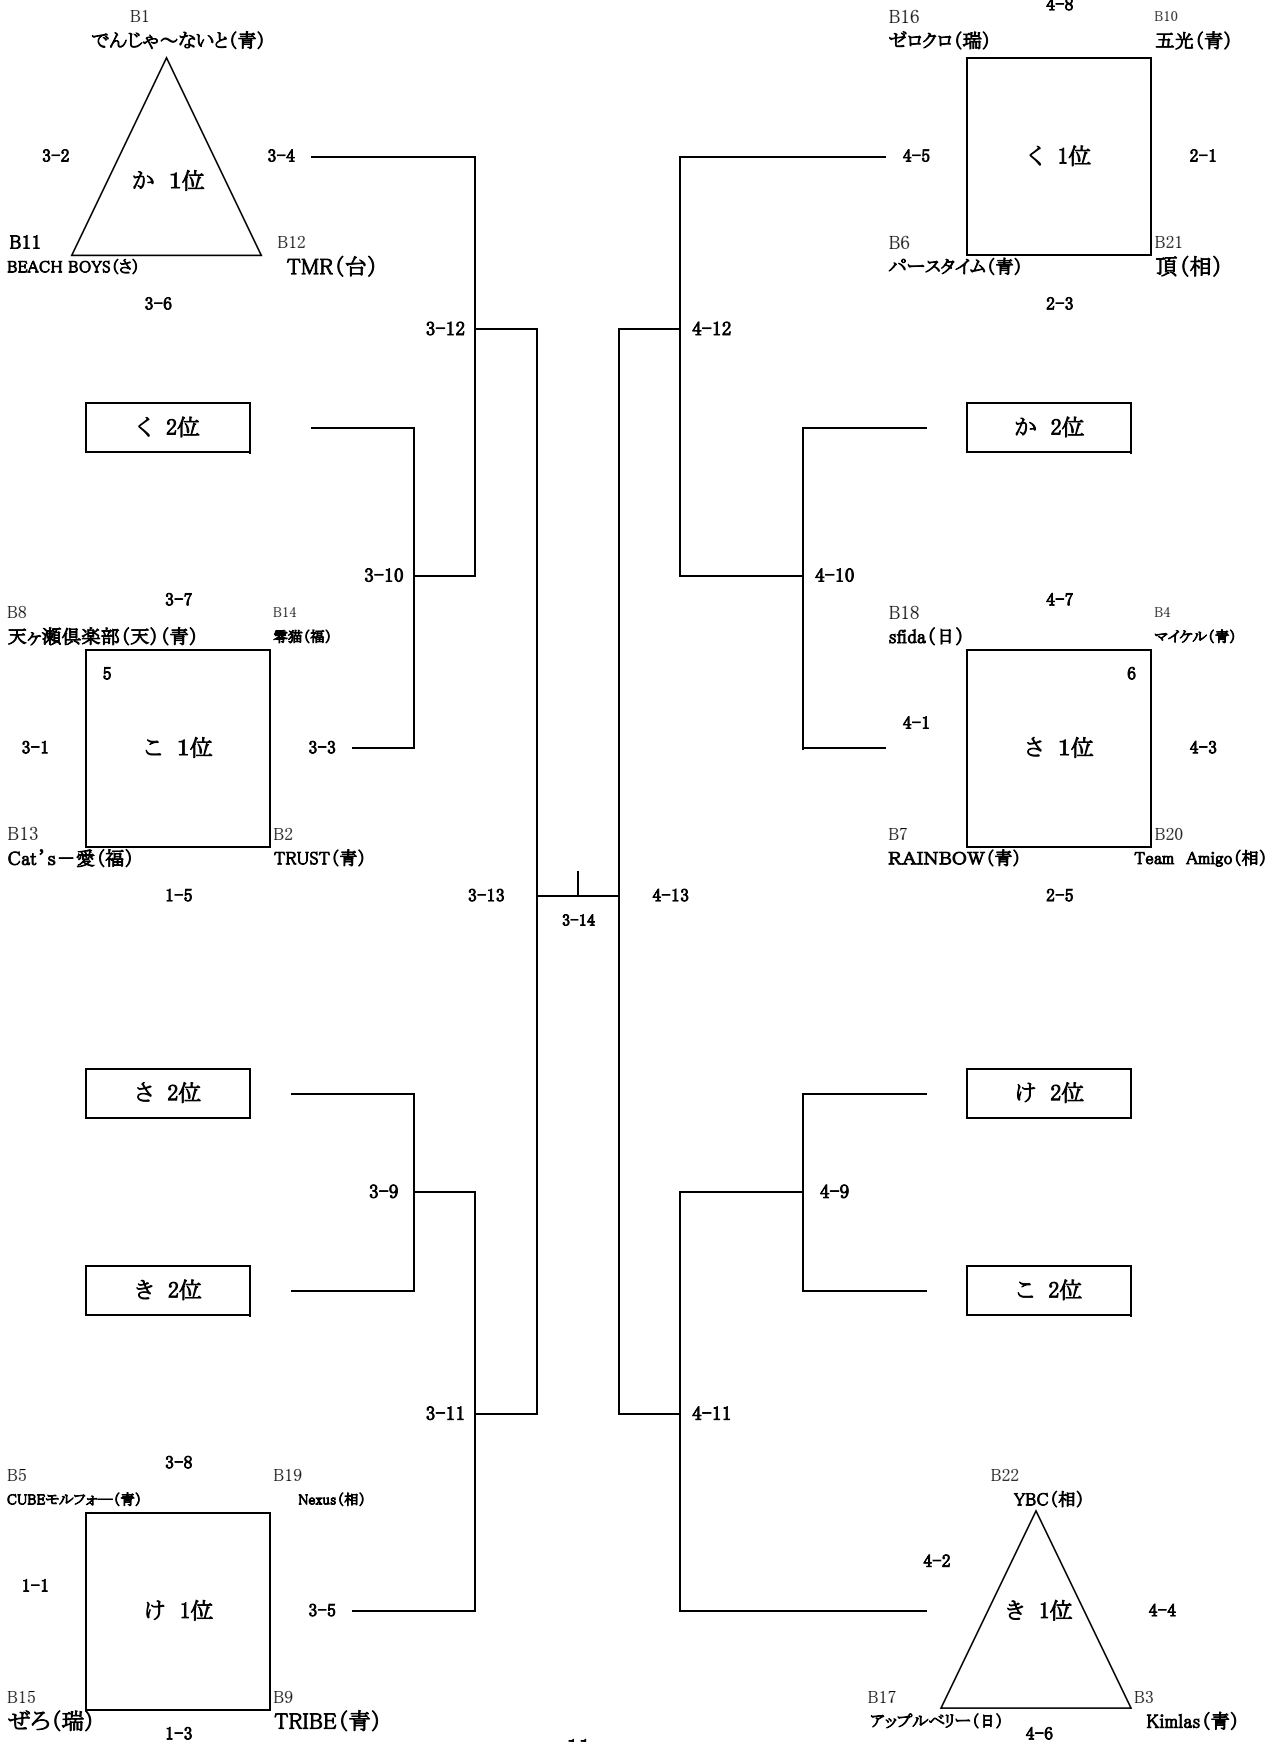 4-8
B1
B16
B10
でんじゃ～ないと(青)
ゼロクロ(瑞)
五光(青)
3-2
3-4
4-5
く 1位
2-1
か 1位
B11
B12
B6
B21
BEACH BOYS(さ)
TMR(台)
パースタイム(青)
頂(相)
3-6
2-3
3-12
4-12
く 2位
か 2位
3-10
4-10
3-7
4-7
B8
B14
B18
B4
天ヶ瀬倶楽部(天)(青)
零猫(福)
sfida(日)
マイケル(青)
5
6
4-1
3-1
こ 1位
3-3
さ 1位
4-3
B13
B2
B7
B20
Cat's－愛(福)
TRUST(青)
RAINBOW(青)
Team Amigo(相)
1-5
3-13
4-13
2-5
3-14
さ 2位
け 2位
3-9
4-9
き 2位
こ 2位
3-11
4-11
3-8
B5
B19
B22
CUBEモルフォー(青)
Nexus(相)
YBC(相)
4-2
1-1
け 1位
3-5
き 1位
4-4
B15
B9
B17
B3
ぜろ(瑞)
TRIBE(青)
アップルベリー(日)
Kimlas(青)
1-3
4-6